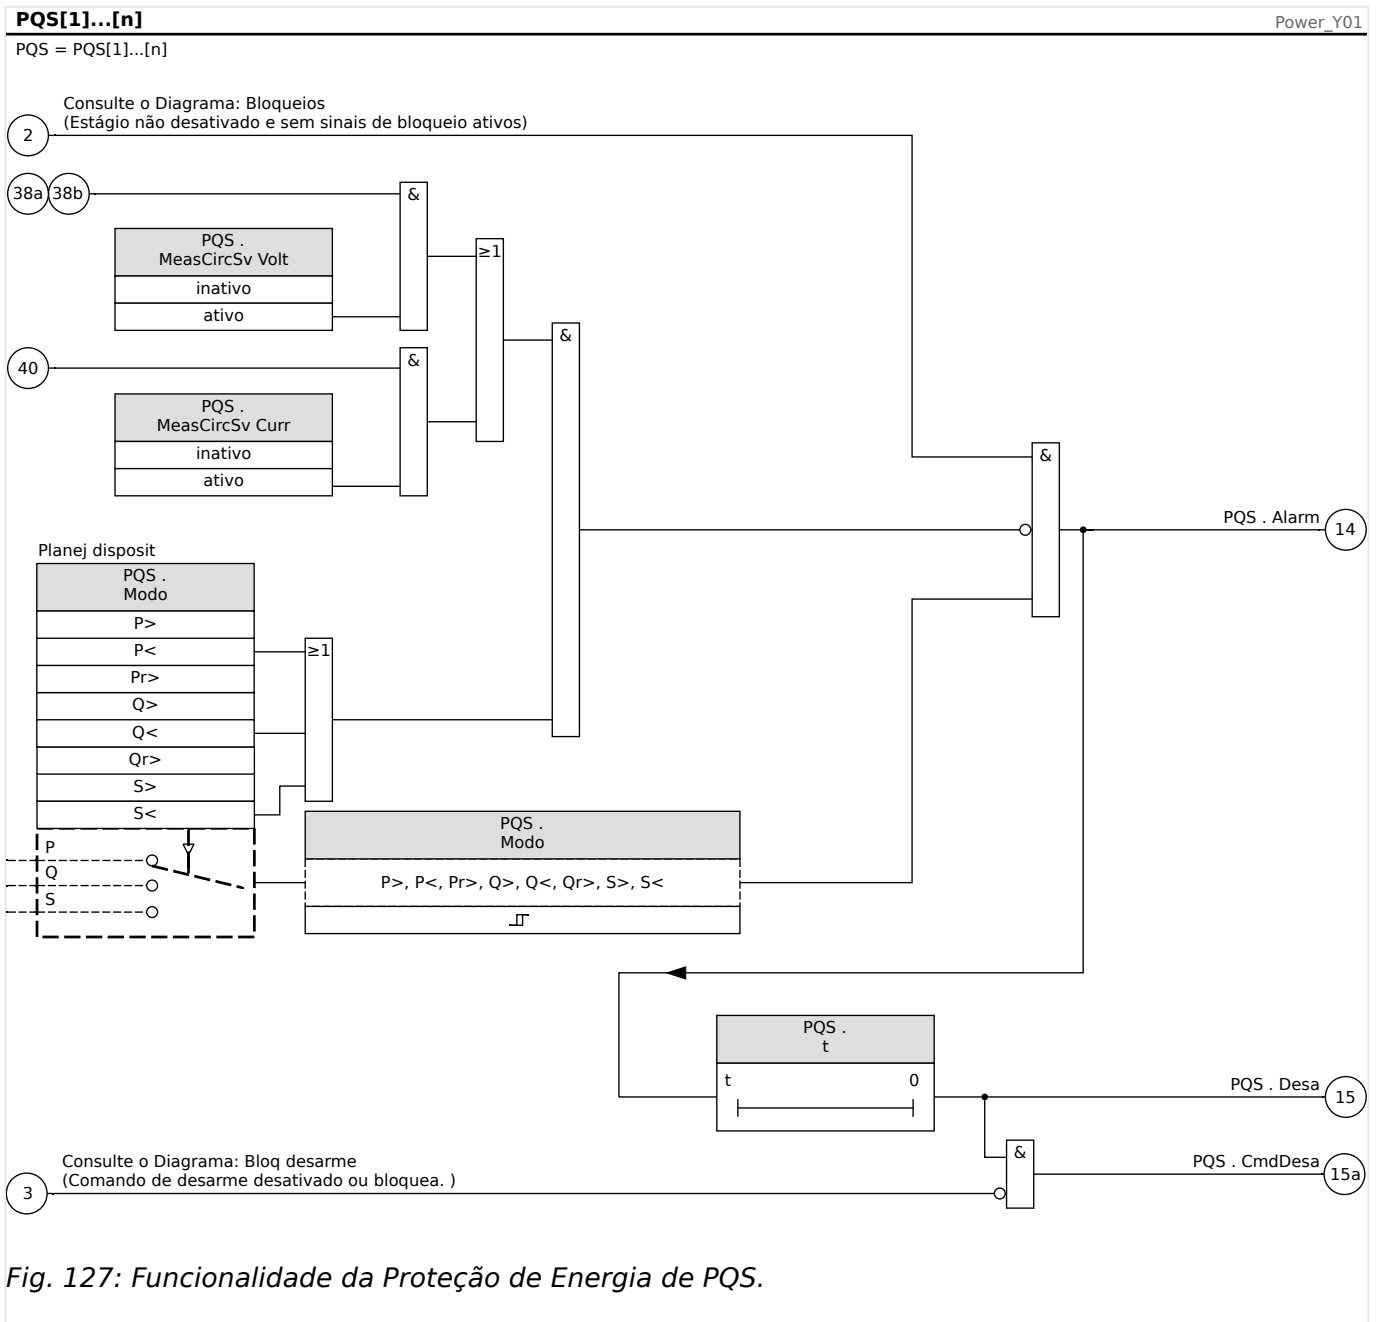 PQS[1]...[n]
Power_Y01
PQS = PQS[1]...[n]
Consulte o Diagrama: Bloqueios
(Estágio não desativado e sem sinais de bloqueio ativos)
2
38a
38b
&
PQS .
MeasCircSv Volt
inativo
ativo
≥1
&
40
&
PQS .
MeasCircSv Curr
inativo
ativo
&
PQS . Alarm
14
Planej disposit
PQS .
Modo
P>
P<
Pr>
Q>
Q<
Qr>
S>
S<
≥1
P
Q
S
PQS .
Modo
P>, P<, Pr>, Q>, Q<, Qr>, S>, S<
PQS .
t
t
0
PQS . Desa
15
&
PQS . CmdDesa
15a
Consulte o Diagrama: Bloq desarme
(Comando de desarme desativado ou bloquea. )
3
Fig. 127: Funcionalidade da Proteção de Energia de PQS.